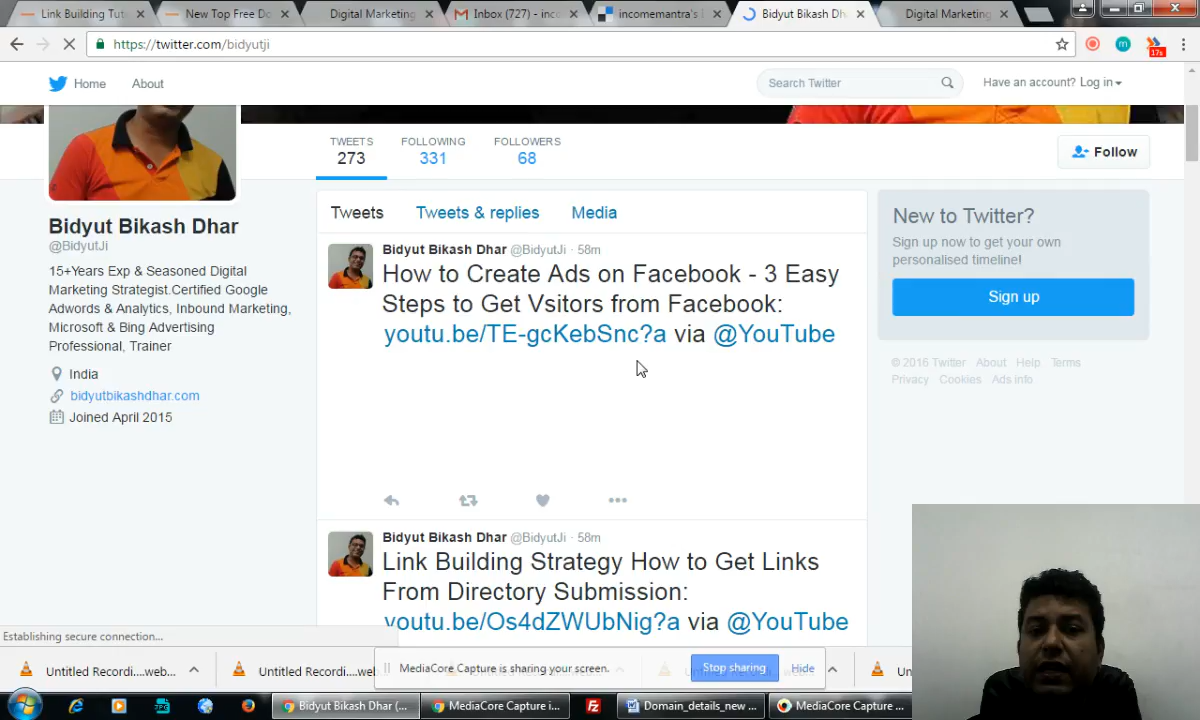 Link Building Tut
New Top Free Do
Digital Marketing
Inbox (727) - inco
incomemantra's
Bidyut Bikash Dh
Digital Marketing
https://twitter.com/bidyutji
17s
Home
About
Search Twitter
Have an account? Log in
TWEETS
273
FOLLOWING
331
FOLLOWERS
68
Follow
Bidyut Bikash Dhar
@BidyutJi
15+Years Exp & Seasoned Digital
Marketing Strategist.Certified Google
Adwords & Analytics, Inbound Marketing,
Microsoft & Bing Advertising
Professional, Trainer
India
bidyutbikashdhar.com
Joined April 2015
Tweets
Tweets & replies
Media
Bidyut Bikash Dhar @BidyutJi · 58m
How to Create Ads on Facebook - 3 Easy
Steps to Get Vsitors from Facebook:
youtu.be/TE-gcKebSnc?a via @YouTube
Bidyut Bikash Dhar @BidyutJi · 58m
Link Building Strategy How to Get Links
From Directory Submission:
youtu.be/Os4dZWUbNig?a via @YouTube
New to Twitter?
Sign up now to get your own
personalised timeline!
Sign up
© 2016 Twitter About Help Terms
Privacy Cookies Ads info
Establishing secure connection...
Untitled Recordi....web...
Untitled Recordi....web
MediaCore Capture is sharing your screen.
Stop sharing
Hide
Un
Bidyut Bikash Dhar (...
MediaCore Capture i...
Domain_details_new ...
MediaCore Capture ...